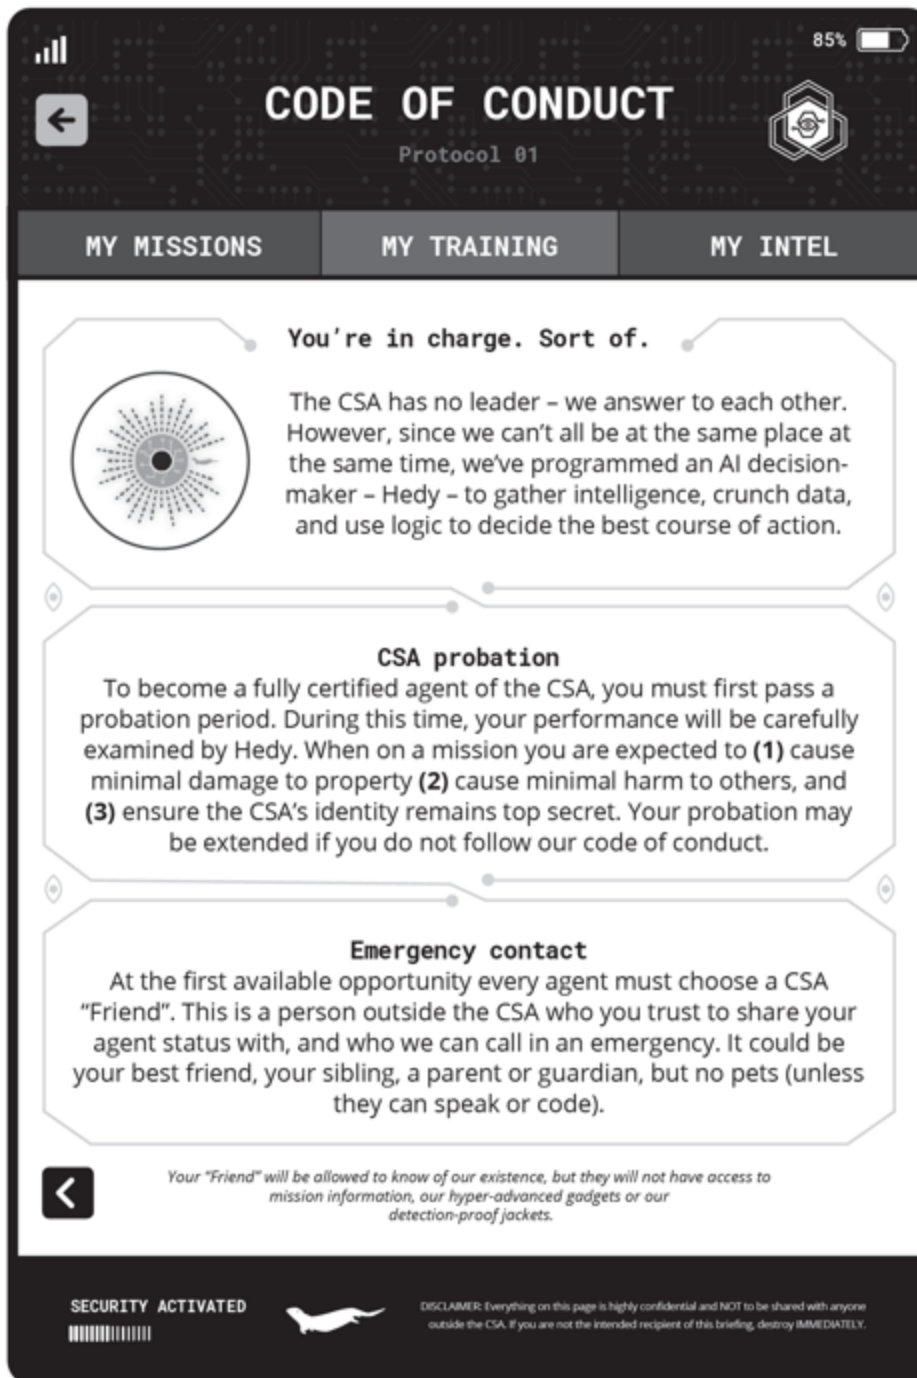 85%
CODE OF CONDUCT
Protocol 01
MY MISSIONS
MY TRAINING
MY INTEL
You're in charge. Sort of.
The CSA has no leader – we answer to each other.
However, since we can't all be at the same place at
the same time, we've programmed an AI decision-
maker – Hedy – to gather intelligence, crunch data,
and use logic to decide the best course of action.
CSA probation
To become a fully certified agent of the CSA, you must first pass a
probation period. During this time, your performance will be carefully
examined by Hedy. When on a mission you are expected to (1) cause
minimal damage to property (2) cause minimal harm to others, and
(3) ensure the CSA's identity remains top secret. Your probation may
be extended if you do not follow our code of conduct.
Emergency contact
At the first available opportunity every agent must choose a CSA
“Friend”. This is a person outside the CSA who you trust to share your
agent status with, and who we can call in an emergency. It could be
your best friend, your sibling, a parent or guardian, but no pets (unless
they can speak or code).
Your “Friend” will be allowed to know of our existence, but they will not have access to
mission information, our hyper-advanced gadgets or our
detection-proof jackets.
SECURITY ACTIVATED
DISCLAIMER: Everything on this page is highly confidential and NOT to be shared with anyone
outside the CSA. If you are not the intended recipient of this briefing, destroy IMMEDIATELY.